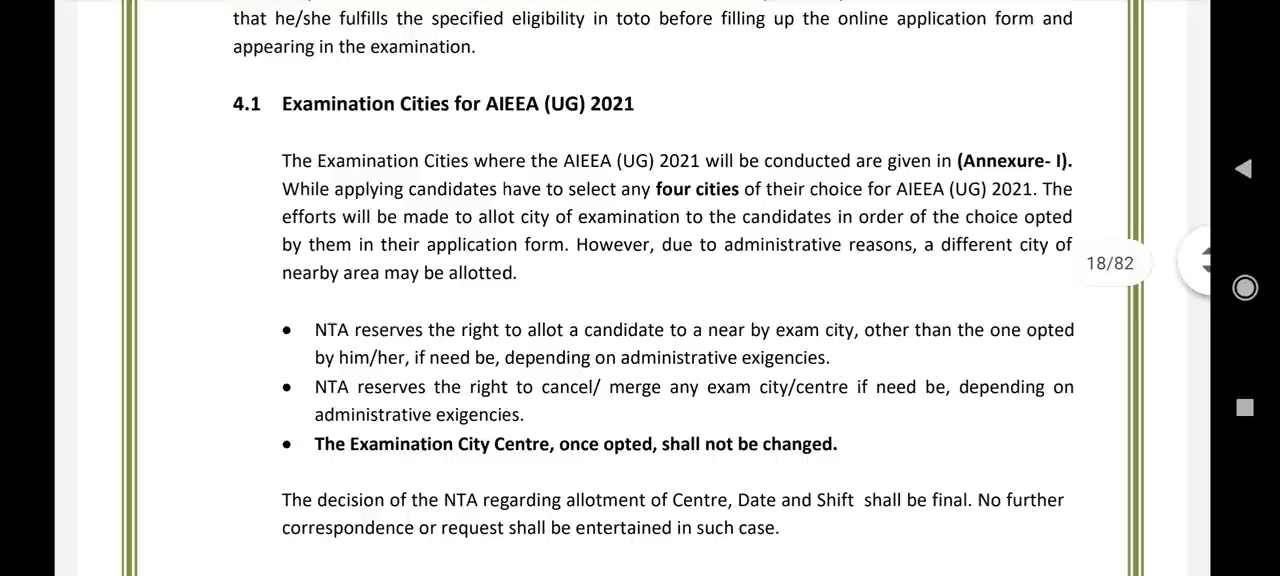 that he/she fulfills the specified eligibility in toto before filling up the online application form and
appearing in the examination.
4.1 Examination Cities for AIEEA (UG) 2021
The Examination Cities where the AIEEA (UG) 2021 will be conducted are given in (Annexure- I).
While applying candidates have to select any four cities of their choice for AIEEA (UG) 2021. The
efforts will be made to allot city of examination to the candidates in order of the choice opted
by them in their application form. However, due to administrative reasons, a different city of
nearby area may be allotted.
18/82
• NTA reserves the right to allot a candidate to a near by exam city, other than the one opted
by him/her, if need be, depending on administrative exigencies.
• NTA reserves the right to cancel/ merge any exam city/centre if need be, depending on
administrative exigencies.
• The Examination City Centre, once opted, shall not be changed.
The decision of the NTA regarding allotment of Centre, Date and Shift shall be final. No further
correspondence or request shall be entertained in such case.